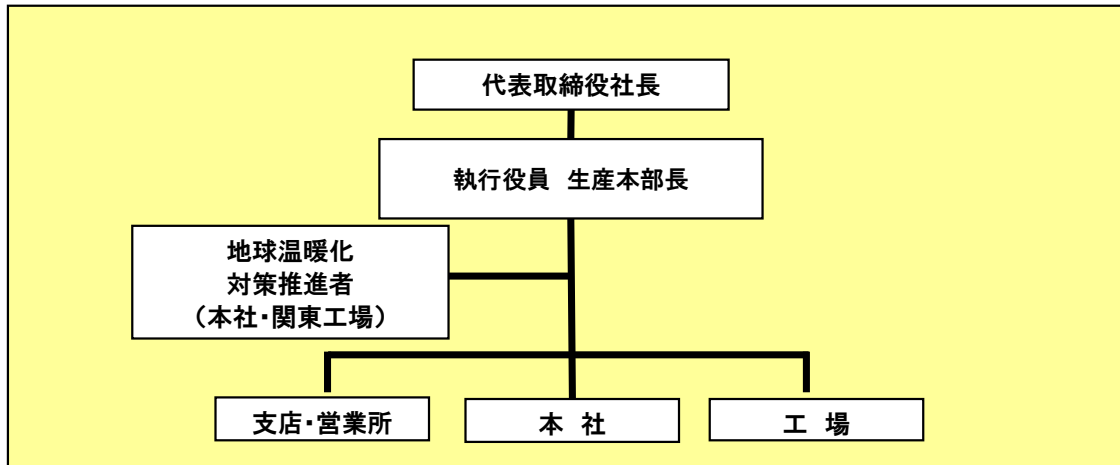 代表取締役社長
執行役員 生産本部長
地球温暖化
対策推進者
(本社・関東工場)
支店・営業所
本 社
工 場